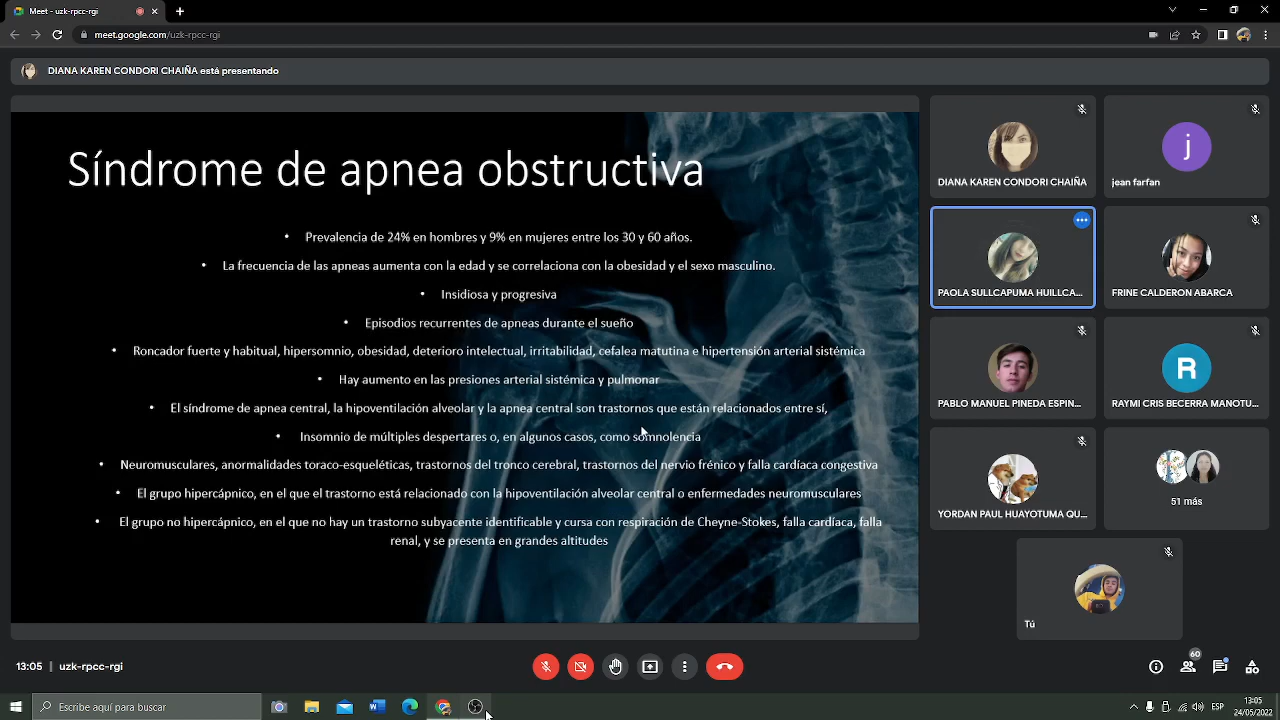 Meet - uzk-rpcc-rgi
meet.google.com/uzk-rpcc-rgi
DIANA KAREN CONDORI CHAIÑA está presentando
Síndrome de apnea obstructiva
• Prevalencia de 24% en hombres y 9% en mujeres entre los 30 y 60 años.
• La frecuencia de las apneas aumenta con la edad y se correlaciona con la obesidad y el sexo masculino.
• Insidiosa y progresiva
• Episodios recurrentes de apneas durante el sueño
• Roncador fuerte y habitual, hipersomnio, obesidad, deterioro intelectual, irritabilidad, cefalea matutina e hipertensión arterial sistémica
• Hay aumento en las presiones arterial sistémica y pulmonar
• El síndrome de apnea central, la hipoventilación alveolar y la apnea central son trastornos que están relacionados entre sí,
• Insomnio de múltiples despertares o, en algunos casos, como somnolencia
• Neuromusculares, anormalidades toraco-esqueléticas, trastornos del tronco cerebral, trastornos del nervio frénico y falla cardíaca congestiva
• El grupo hipercápnico, en el que el trastorno está relacionado con la hipoventilación alveolar central o enfermedades neuromusculares
• El grupo no hipercápnico, en el que no hay un trastorno subyacente identificable y cursa con respiración de Cheyne-Stokes, falla cardíaca, falla
renal, y se presenta en grandes altitudes
DIANA KAREN CONDORI CHAIÑA
j
jean farfan
PAOLA SULLCAPUMA HUILLCA...
FRINE CALDERON ABARCA
PABLO MANUEL PINEDA ESPIN...
R
RAYMI CRIS BECERRA MANOTU...
YORDAN PAUL HUAYOTUMA QU...
51 más
Tú
13:05 | uzk-rpcc-rgi
60
Escribe aquí para buscar
ESP
13:05
24/05/2022